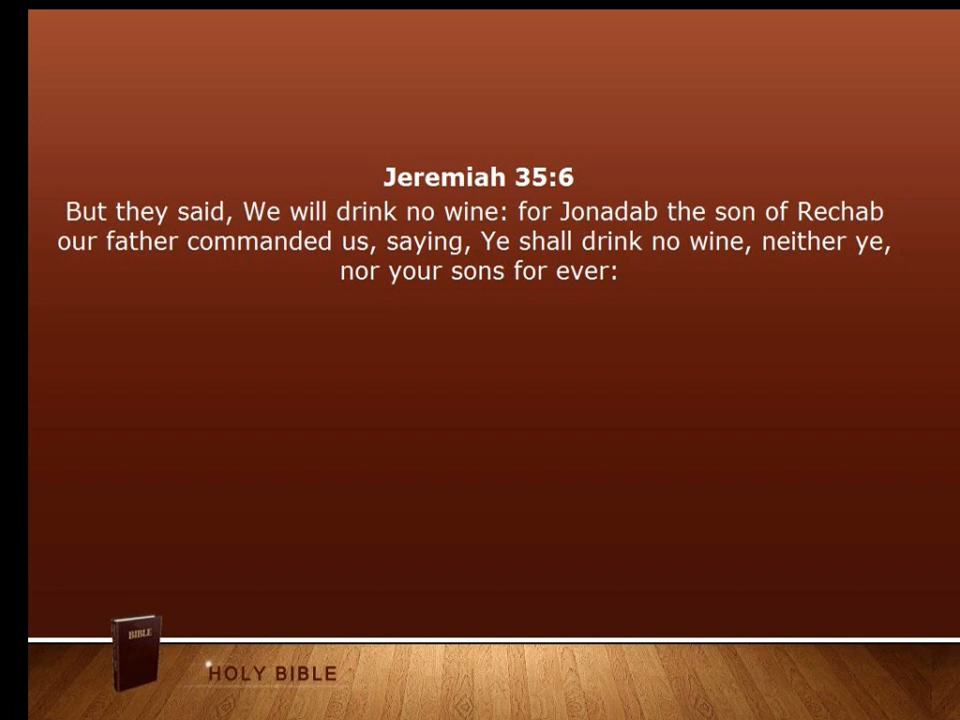 Jeremiah 35:6
But they said, We will drink no wine: for Jonadab the son of Rechab
our father commanded us, saying, Ye shall drink no wine, neither ye,
nor your sons for ever:
BIBLE
HOLY BIBLE